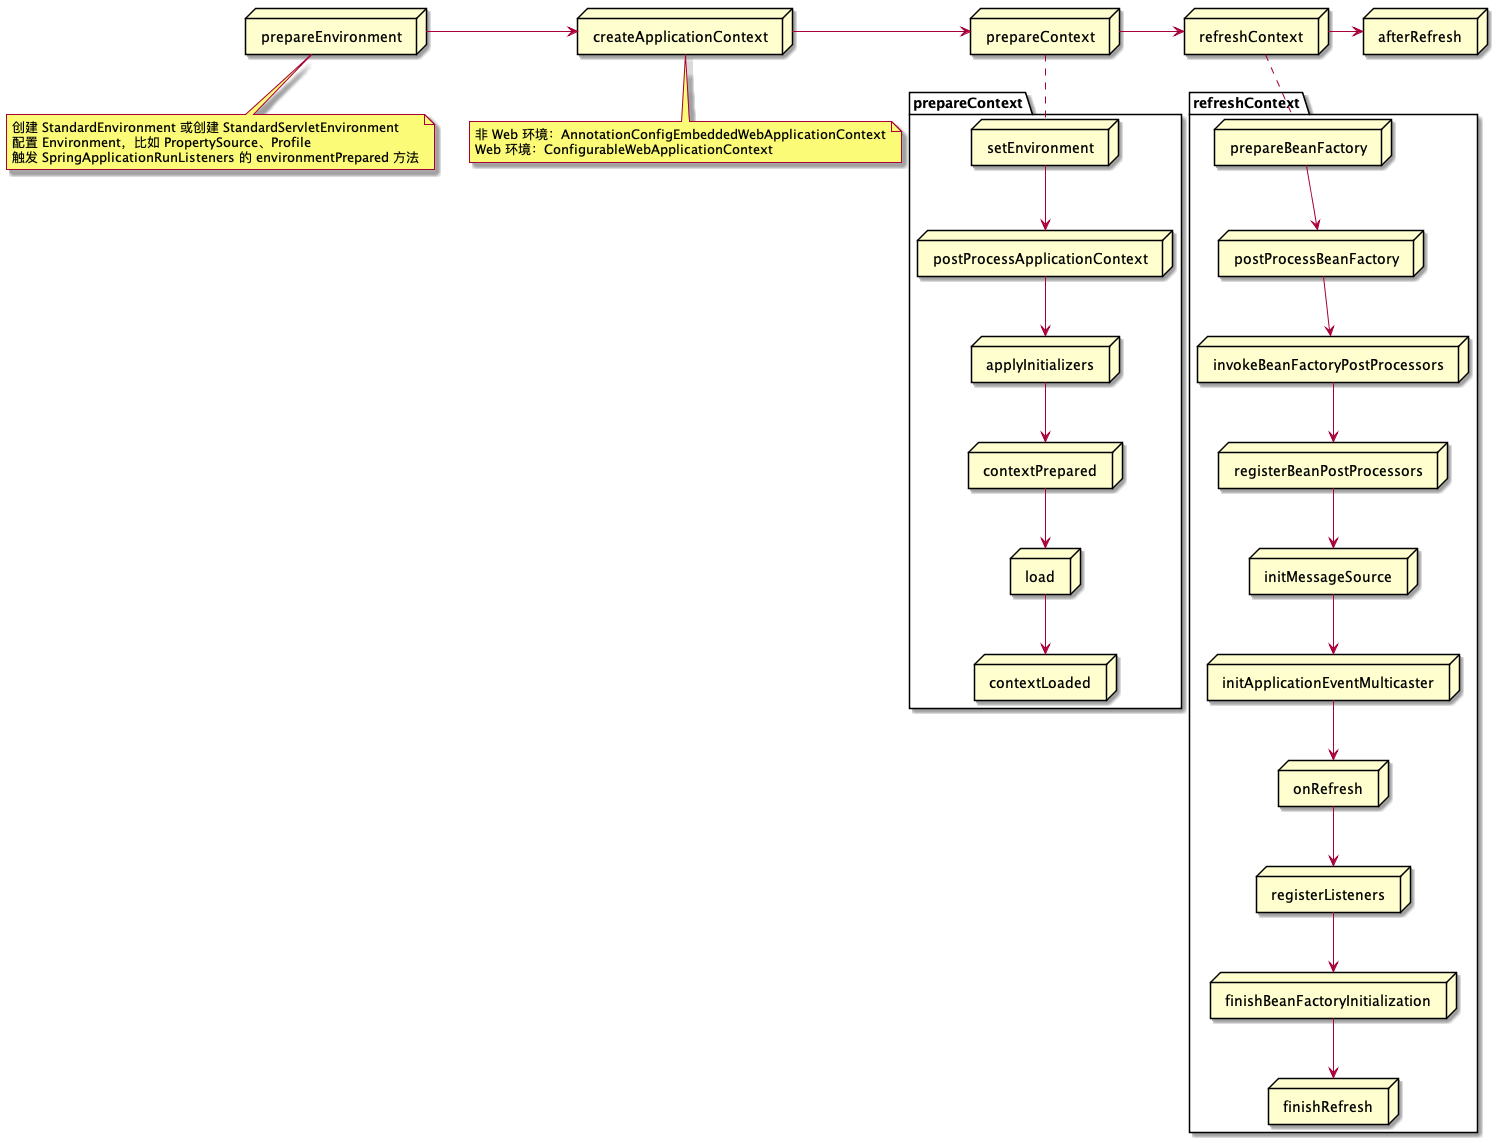 prepareEnvironment
createApplicationContext
prepareContext
refreshContext
afterRefresh
创建 StandardEnvironment 或创建 StandardServletEnvironment
配置 Environment，比如 PropertySource、Profile
触发 SpringApplicationRunListeners 的 environmentPrepared 方法
非 Web 环境：AnnotationConfigEmbeddedWebApplicationContext
Web 环境：ConfigurableWebApplicationContext
prepareContext
setEnvironment
postProcessApplicationContext
applyInitializers
contextPrepared
load
contextLoaded
refreshContext
prepareBeanFactory
postProcessBeanFactory
invokeBeanFactoryPostProcessors
registerBeanPostProcessors
initMessageSource
initApplicationEventMulticaster
onRefresh
registerListeners
finishBeanFactoryInitialization
finishRefresh